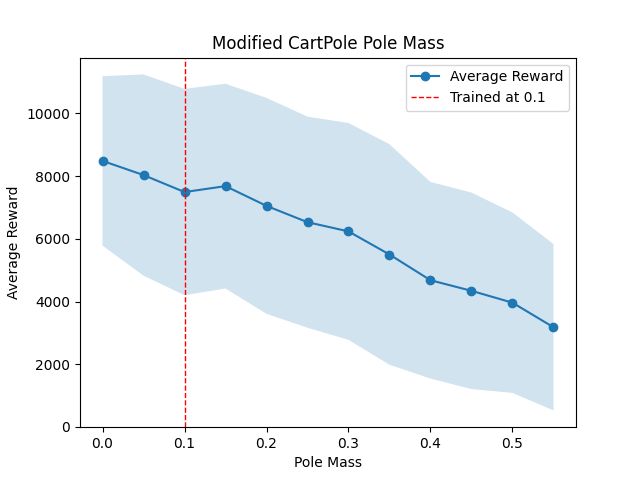 Modified CartPole Pole Mass
Average Reward
Trained at 0.1
Average Reward
10000
8000
6000
4000
2000
0
0.0 0.1 0.2 0.3 0.4 0.5
Pole Mass